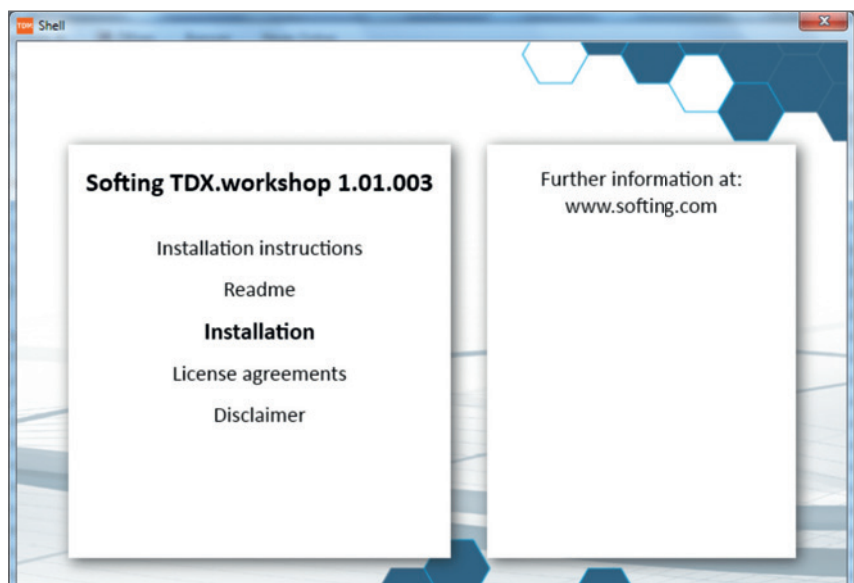 TDX Shell
Softing TDX.workshop 1.01.003
Installation instructions
Readme
Installation
License agreements
Disclaimer
Further information at:
www.softing.com